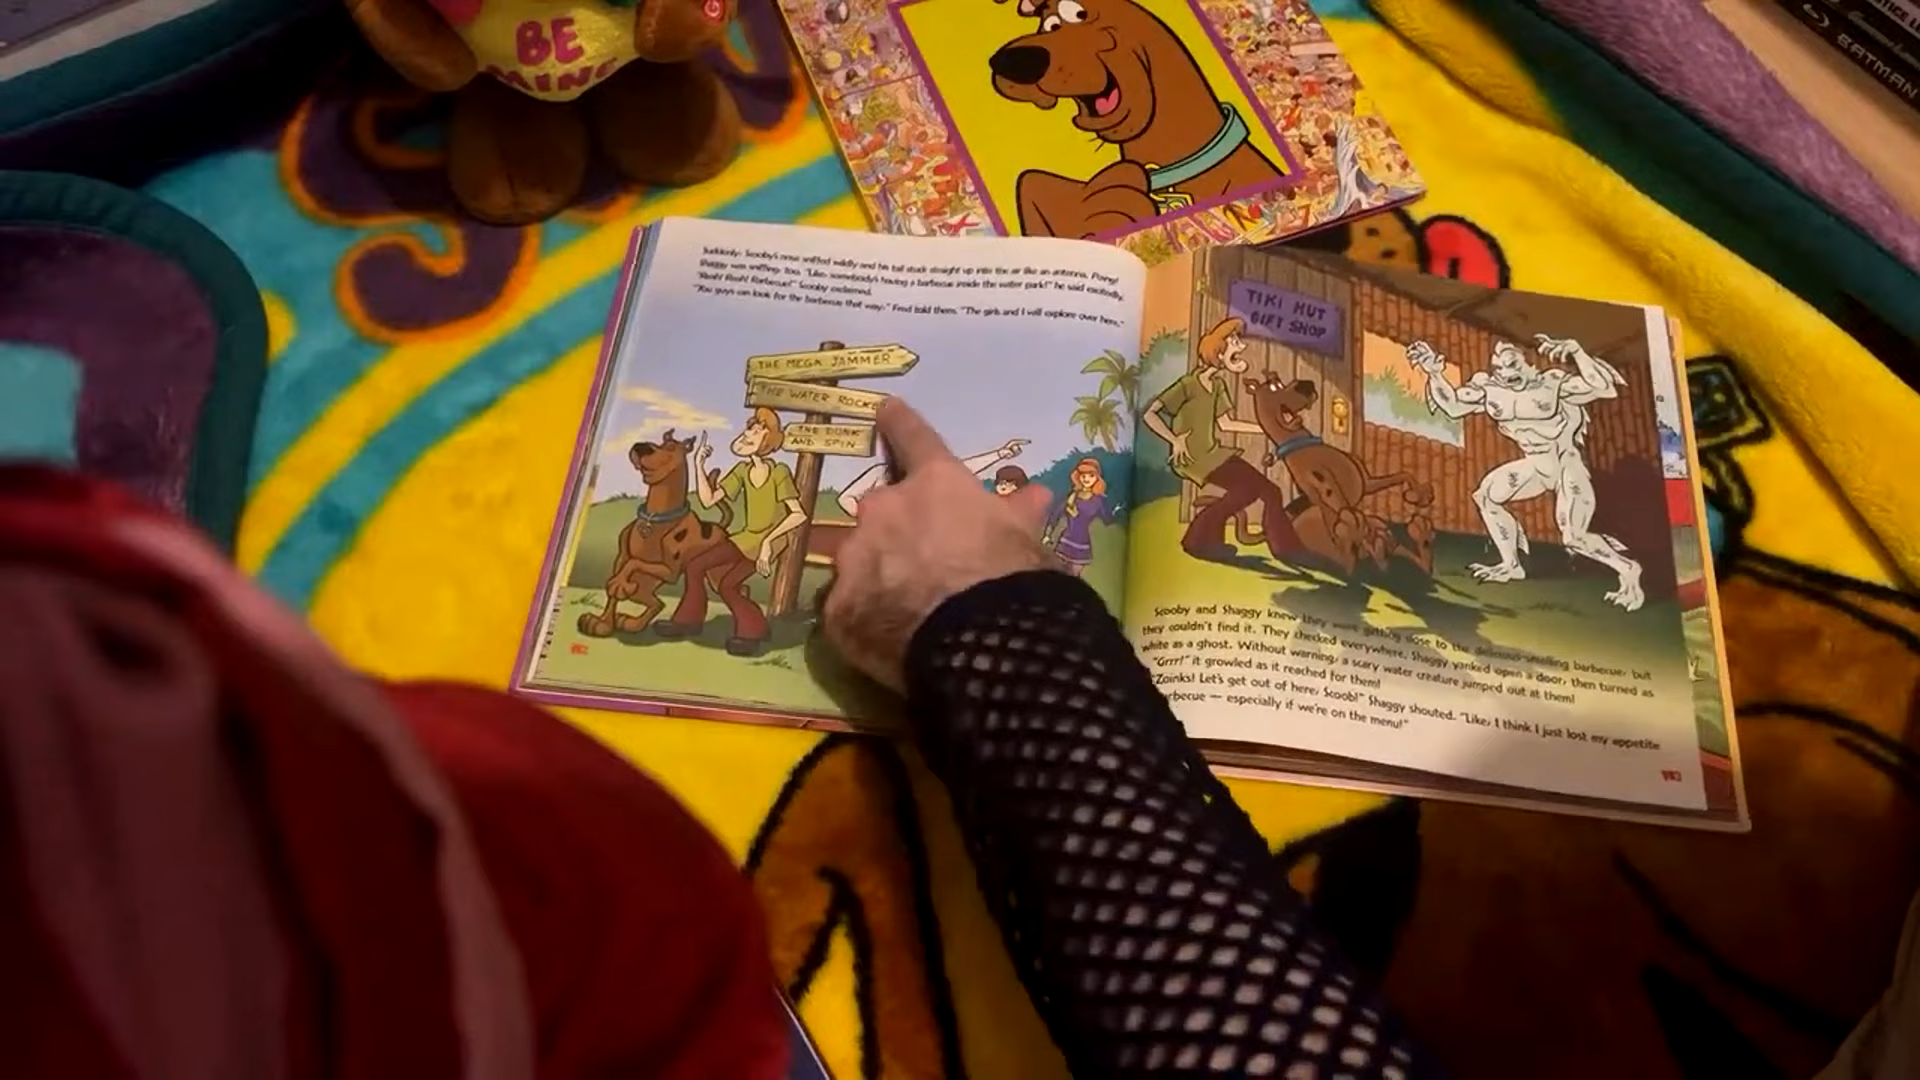 BE
MINE
BATMAN
Suddenly, Scooby's nose sniffed wildly and his tail stuck straight up into the air like an antenna. Poing!
Shaggy was sniffing, too. "Like, somebody's having a barbecue inside the water park!" he said excitedly.
"Reah! Reah! Rarbecue!" Scooby exclaimed.
"You guys can look for the barbecue that way," Fred told them. "The girls and I will explore over here."
THE MEGA JAMMER
THE WATER ROCKE
THE DUNK
AND SPIN
TIKI HUT
GIFT SHOP
Scooby and Shaggy knew they were getting close to the delicious-smelling barbecue, but
they couldn't find it. They checked everywhere. Shaggy yanked open a door, then turned as
white as a ghost. Without warning, a scary water creature jumped out at them!
"Grrr!" it growled as it reached for them!
"Zoinks! Let's get out of here, Scoob!" Shaggy shouted. "Like, I think I just lost my appetite
rbecue — especially if we're on the menu!"